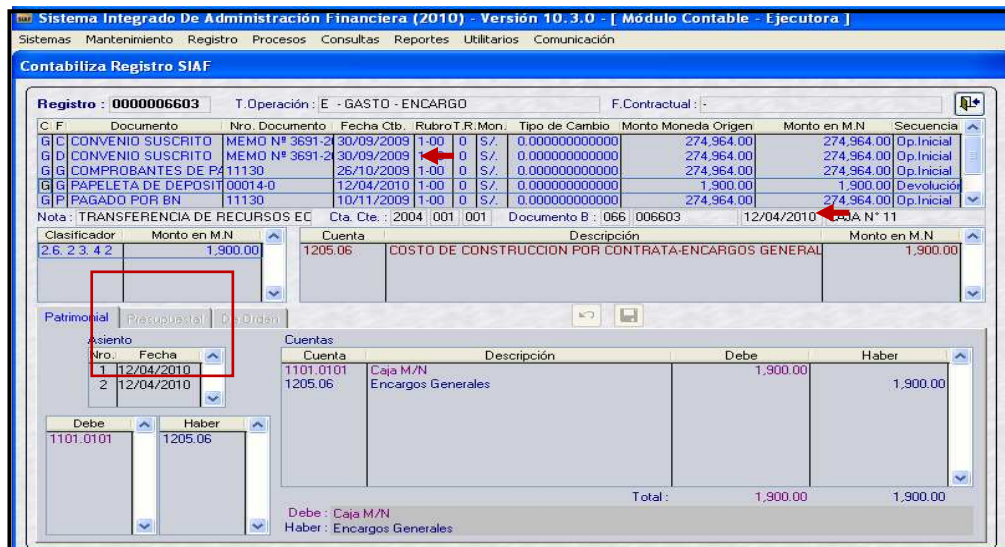 Sistema Integrado De Administración Financiera (2010) - Versión 10.3.0 - [ Módulo Contable - Ejecutora ]
Sistemas Mantenimiento Registro Procesos Consultas Reportes Utilitarios Comunicación
Contabiliza Registro SIAF
Registro : 0000006603 T.Operación : E - GASTO - ENCARGO F.Contractual : -
C F Documento Nro. Documento Fecha Ctb. Rubro T.R. Mon. Tipo de Cambio Monto Moneda Origen Monto en M.N Secuencia
G C CONVENIO SUSCRITO MEMO Nº 3691-2 30/09/2009 1-00 0 S/. 0.000000000000 274,964.00 274,964.00 Op.Inicial
G D CONVENIO SUSCRITO MEMO Nº 3691-2 30/09/2009 0 S/. 0.000000000000 274,964.00 274,964.00 Op.Inicial
G G COMPROBANTES DE PA 11130 26/10/2009 1-00 0 S/. 0.000000000000 274,964.00 274,964.00 Op.Inicial
G G PAPELETA DE DEPOSIT 00014-0 12/04/2010 1-00 0 S/. 0.000000000000 1,900.00 1,900.00 Devolución
G P PAGADO POR BN 11130 10/11/2009 1-00 0 S/. 0.000000000000 274,964.00 274,964.00 Op.Inicial
Nota : TRANSFERENCIA DE RECURSOS EC Cta. Cte. : 2004 001 001 Documento B : 066 006603 12/04/2010 CAJA N° 11
Clasificador Monto en M.N Cuenta Descripción Monto en M.N
2.6. 2 3. 4 2 1,900.00 1205.06 COSTO DE CONSTRUCCION POR CONTRATA-ENCARGOS GENERAL 1,900.00
Patrimonial Presupuestal De Orden
Asiento Cuentas
Nro. Fecha Cuenta Descripción Debe Haber
1 12/04/2010 1101.0101 Caja M/N 1,900.00
2 12/04/2010 1205.06 Encargos Generales 1,900.00
Debe Haber
1101.0101 1205.06
Total : 1,900.00 1,900.00
Debe : Caja M/N
Haber : Encargos Generales